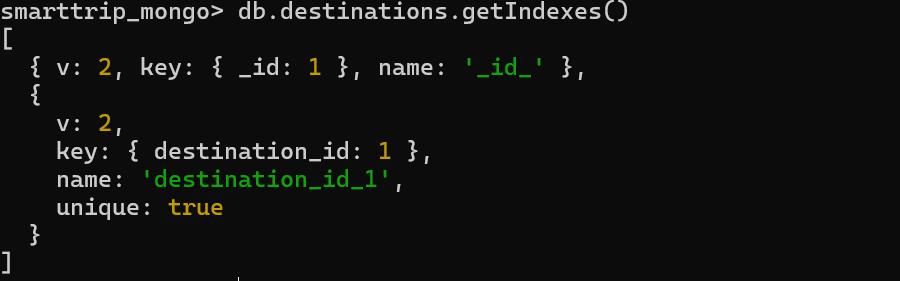 smarttrip_mongo> db.destinations.getIndexes()
[
  { v: 2, key: { _id: 1 }, name: '_id_' },
  {
    v: 2,
    key: { destination_id: 1 },
    name: 'destination_id_1',
    unique: true
  }
]